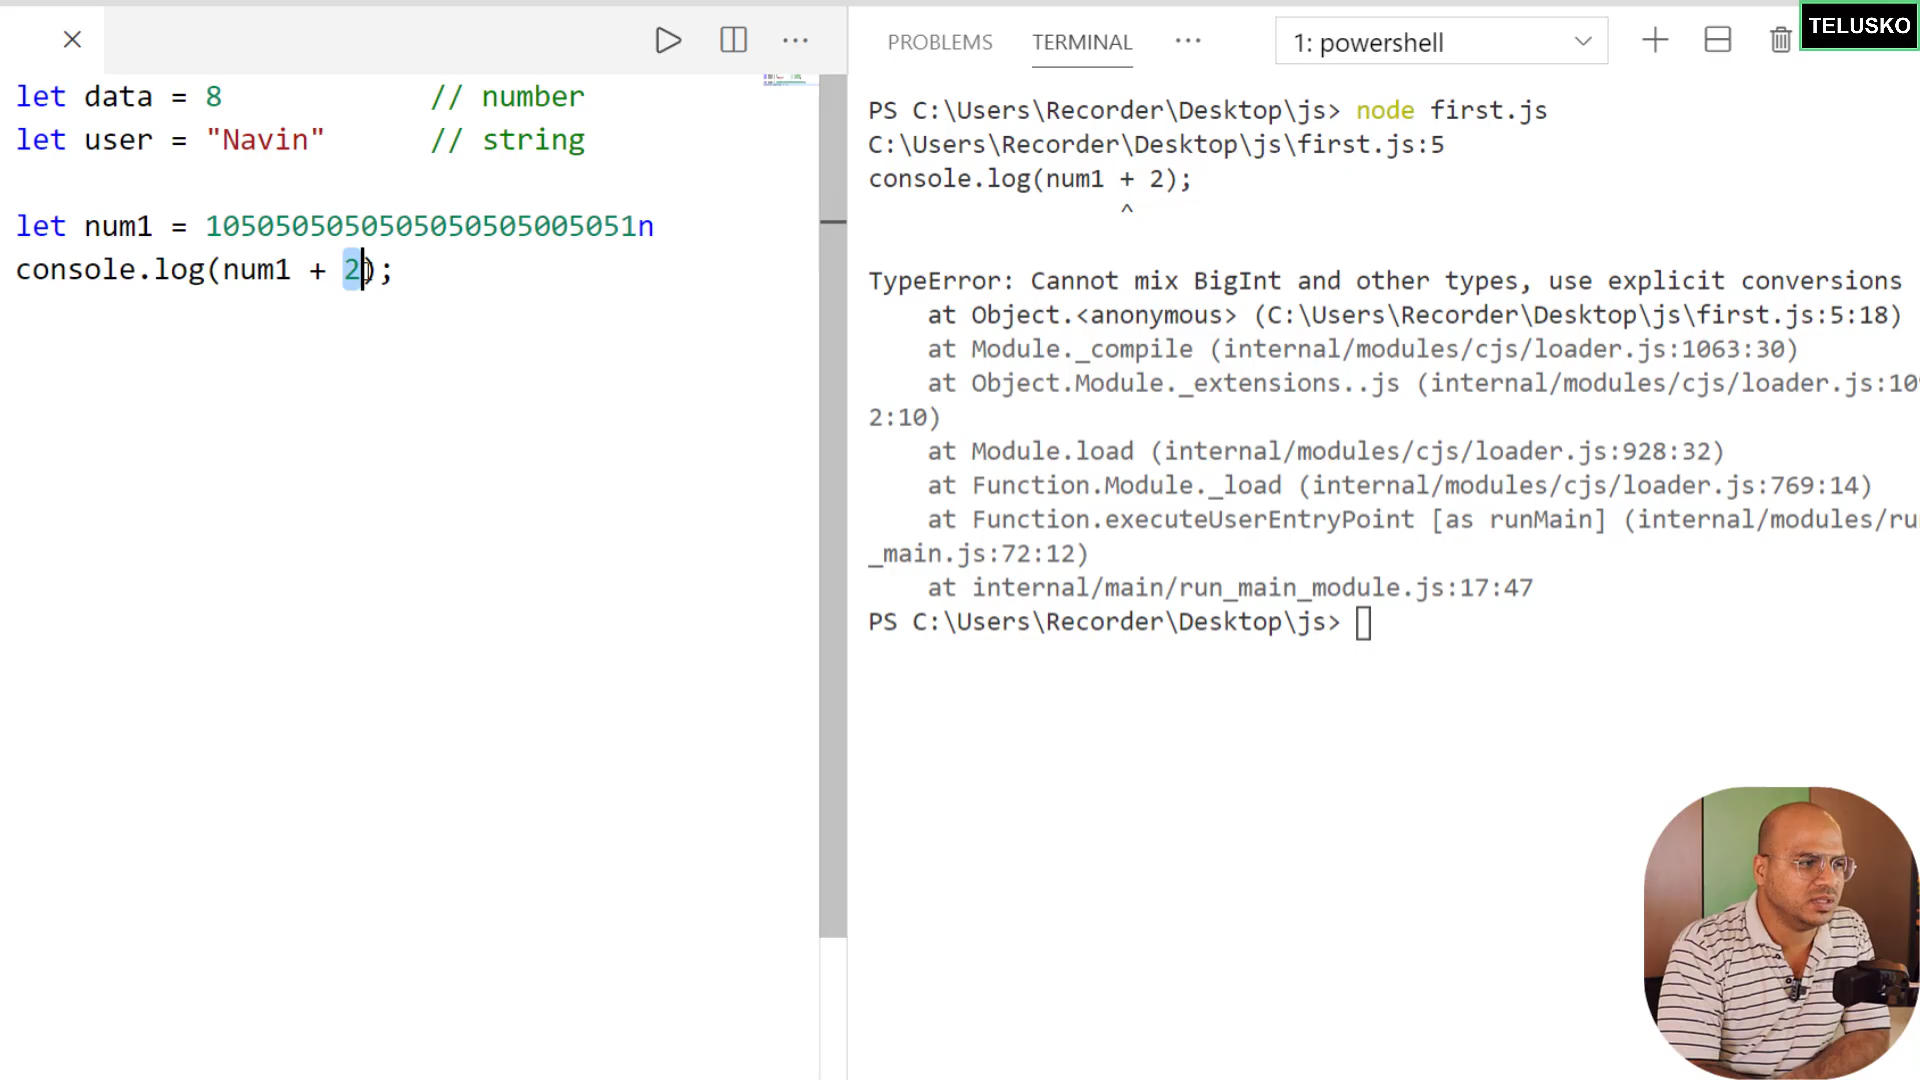 let data = 8 // number
let user = "Navin" // string
let num1 = 1050505050505050505005051n
console.log(num1 + 2);
PROBLEMS TERMINAL ··· 1: powershell
TELUSKO
PS C:\Users\Recorder\Desktop\js> node first.js
C:\Users\Recorder\Desktop\js\first.js:5
console.log(num1 + 2);
^
TypeError: Cannot mix BigInt and other types, use explicit conversions
at Object.<anonymous> (C:\Users\Recorder\Desktop\js\first.js:5:18)
at Module._compile (internal/modules/cjs/loader.js:1063:30)
at Object.Module._extensions..js (internal/modules/cjs/loader.js:109
2:10)
at Module.load (internal/modules/cjs/loader.js:928:32)
at Function.Module._load (internal/modules/cjs/loader.js:769:14)
at Function.executeUserEntryPoint [as runMain] (internal/modules/ru
_main.js:72:12)
at internal/main/run_main_module.js:17:47
PS C:\Users\Recorder\Desktop\js>